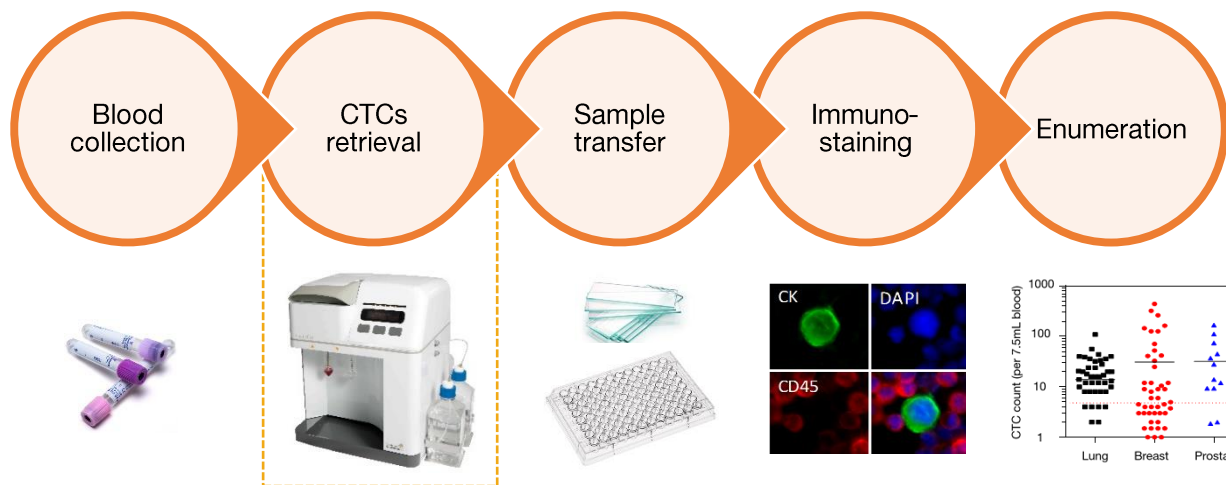 Blood
collection
CTCs
retrieval
Sample
transfer
Immuno-
staining
Enumeration
CK
DAPI
CD45
CTC count (per 7.5mL blood)
1000
100
10
1
Lung
Breast
Prosta